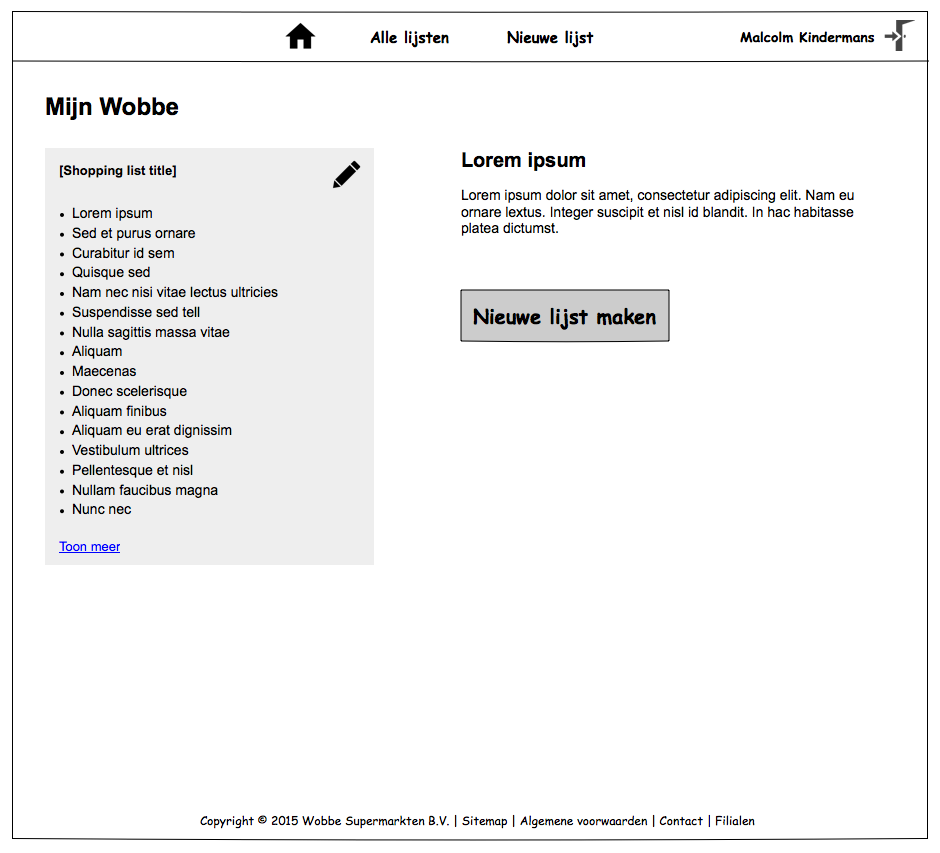 Alle lijsten
Nieuwe lijst
Malcolm Kindermans
Mijn Wobbe
[Shopping list title]
• Lorem ipsum
• Sed et purus ornare
• Curabitur id sem
• Quisque sed
• Nam nec nisi vitae lectus ultricies
• Suspendisse sed tell
• Nulla sagittis massa vitae
• Aliquam
• Maecenas
• Donec scelerisque
• Aliquam finibus
• Aliquam eu erat dignissim
• Vestibulum ultrices
• Pellentesque et nisl
• Nullam faucibus magna
• Nunc nec
Toon meer
Lorem ipsum
Lorem ipsum dolor sit amet, consectetur adipiscing elit. Nam eu
ornare lextus. Integer suscipit et nisl id blandit. In hac habitasse
platea dictumst.
Nieuwe lijst maken
Copyright © 2015 Wobbe Supermarkten B.V. | Sitemap | Algemene voorwaarden | Contact | Filialen